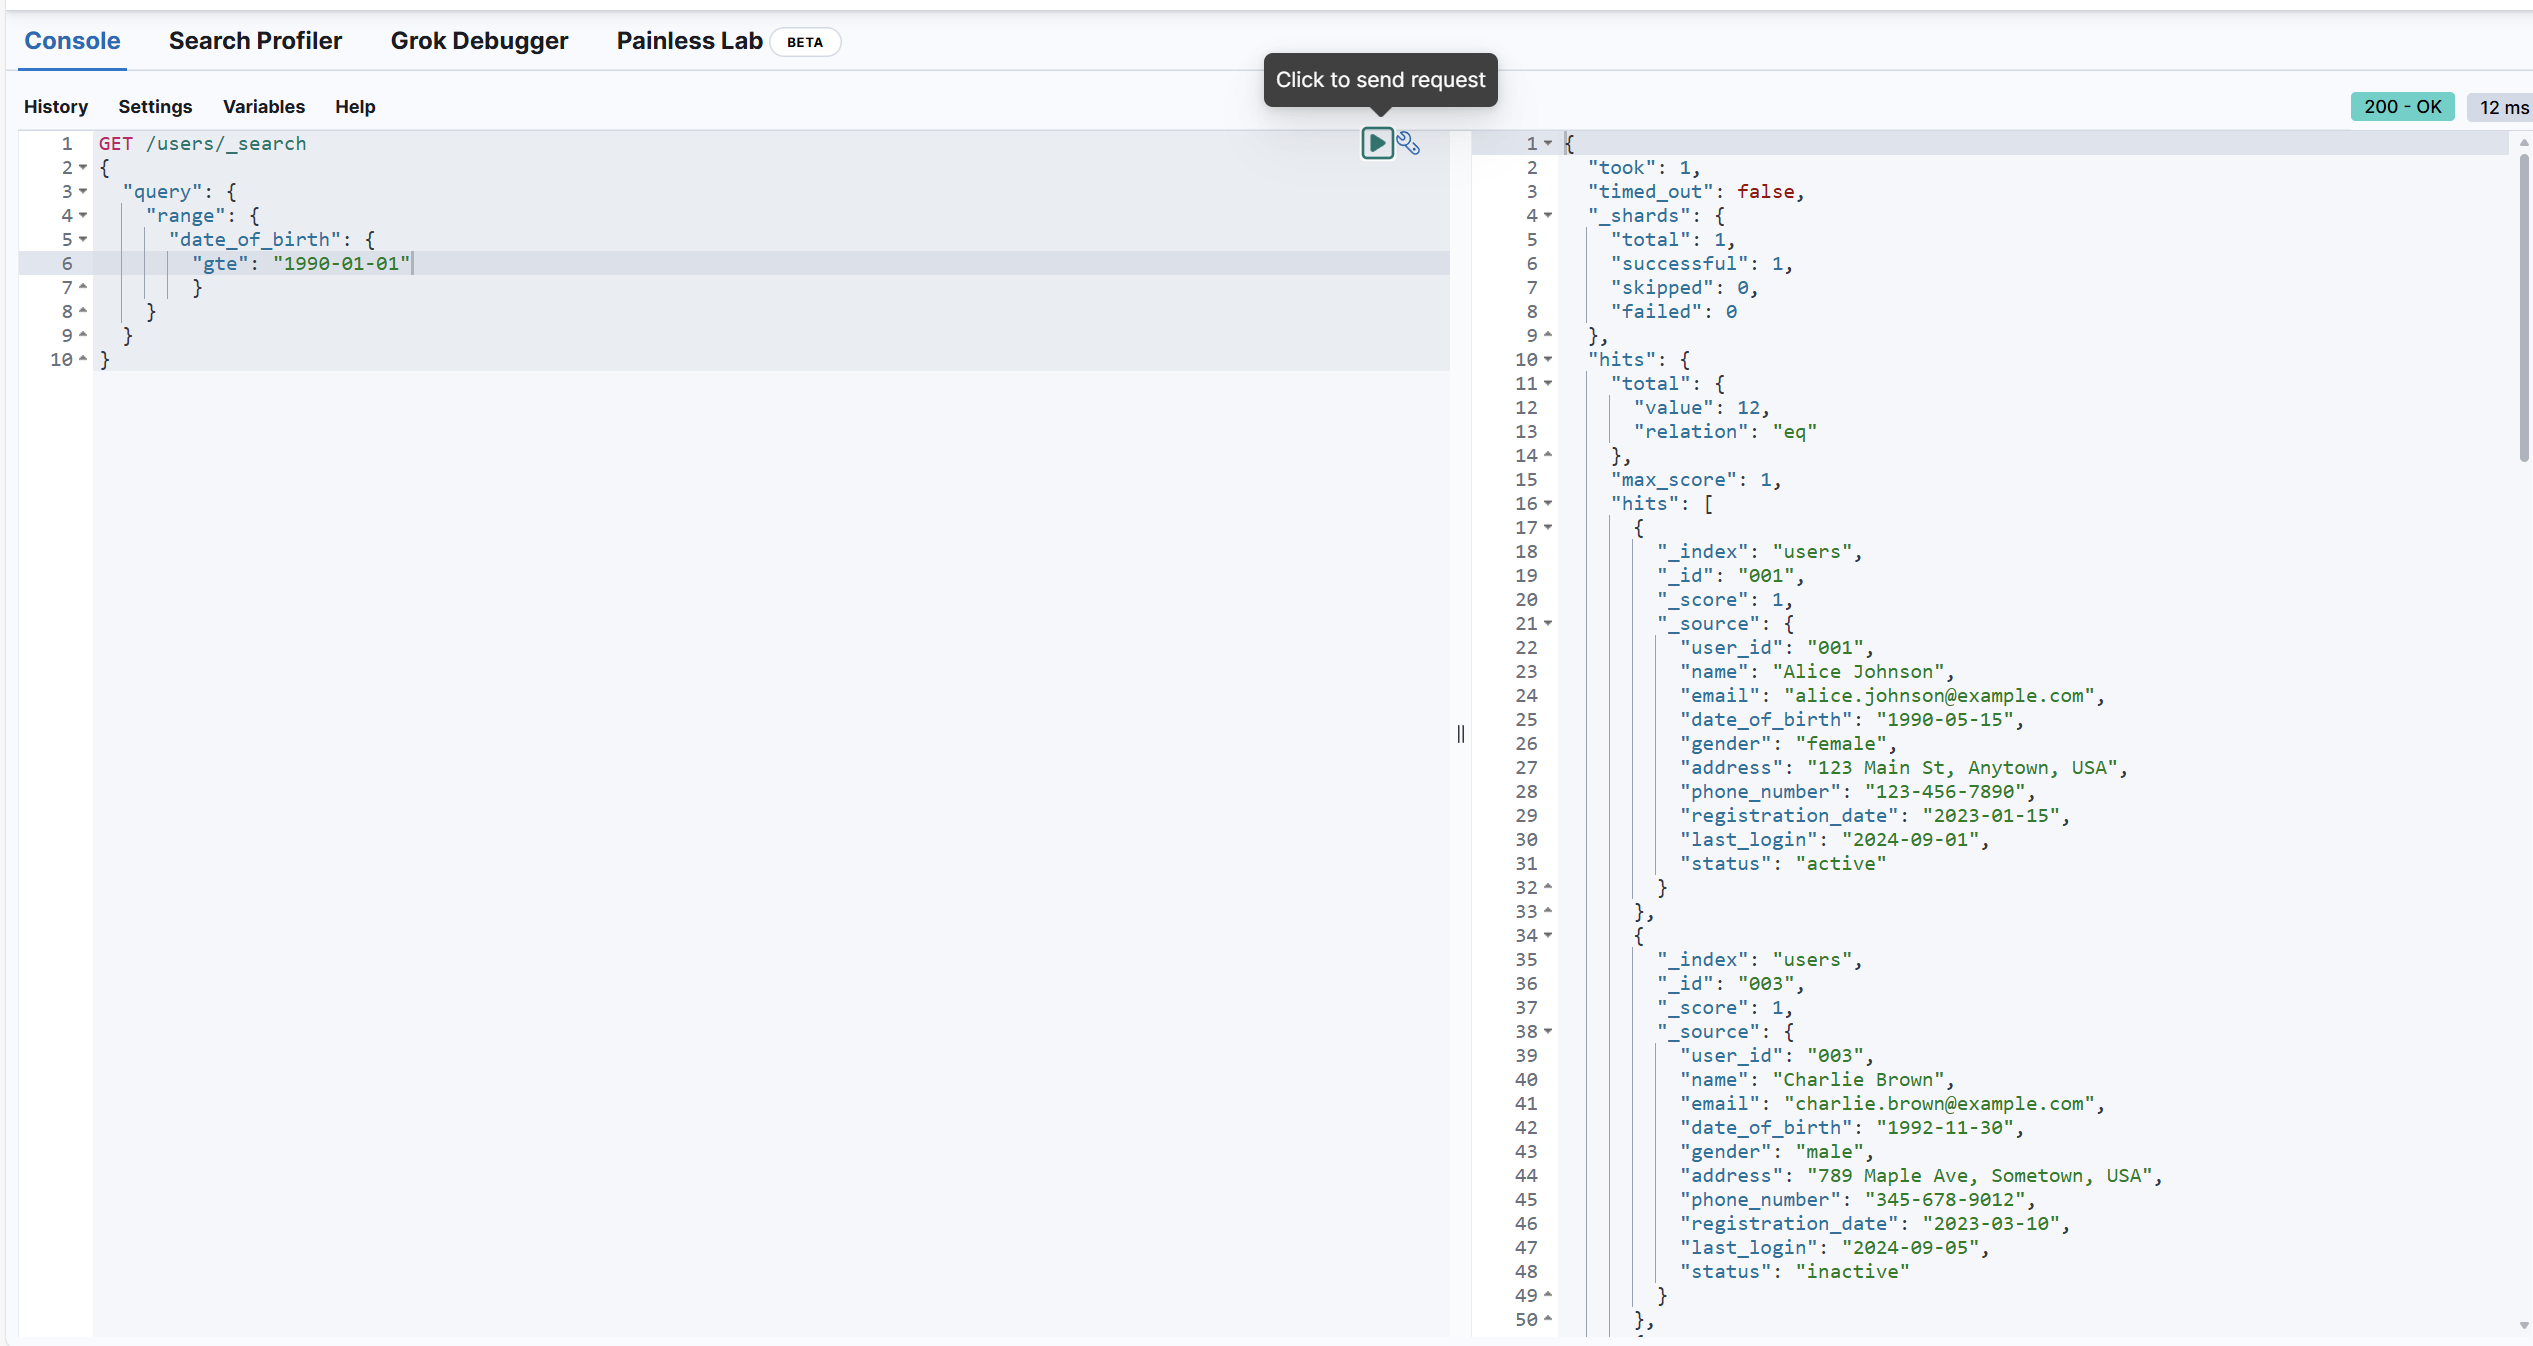 Console Search Profiler Grok Debugger Painless Lab BETA
Click to send request
History Settings Variables Help
200 - OK 12 ms
1 GET /users/_search
2 {
3 "query": {
4 "range": {
5 "date_of_birth": {
6 "gte": "1990-01-01"
7 }
8 }
9 }
10 }
1 {
2 "took": 1,
3 "timed_out": false,
4 "_shards": {
5 "total": 1,
6 "successful": 1,
7 "skipped": 0,
8 "failed": 0
9 },
10 "hits": {
11 "total": {
12 "value": 12,
13 "relation": "eq"
14 },
15 "max_score": 1,
16 "hits": [
17 {
18 "_index": "users",
19 "_id": "001",
20 "_score": 1,
21 "_source": {
22 "user_id": "001",
23 "name": "Alice Johnson",
24 "email": "alice.johnson@example.com",
25 "date_of_birth": "1990-05-15",
26 "gender": "female",
27 "address": "123 Main St, Anytown, USA",
28 "phone_number": "123-456-7890",
29 "registration_date": "2023-01-15",
30 "last_login": "2024-09-01",
31 "status": "active"
32 }
33 },
34 {
35 "_index": "users",
36 "_id": "003",
37 "_score": 1,
38 "_source": {
39 "user_id": "003",
40 "name": "Charlie Brown",
41 "email": "charlie.brown@example.com",
42 "date_of_birth": "1992-11-30",
43 "gender": "male",
44 "address": "789 Maple Ave, Sometown, USA",
45 "phone_number": "345-678-9012",
46 "registration_date": "2023-03-10",
47 "last_login": "2024-09-05",
48 "status": "inactive"
49 }
50 },